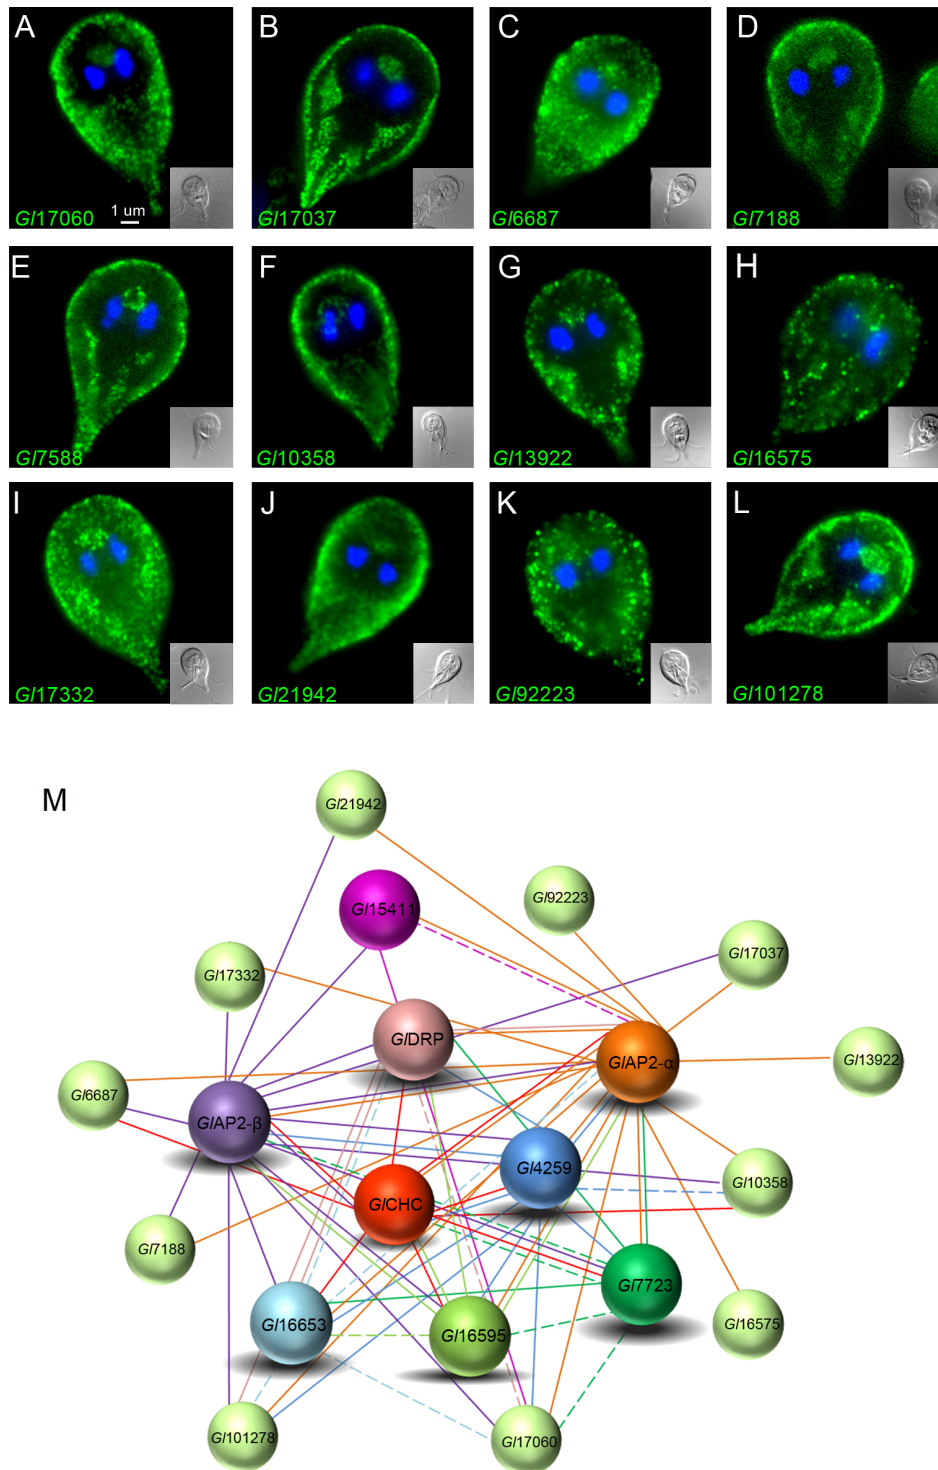 A
B
C
D
1 um
Gl17060
Gl17037
Gl6687
Gl7188
E
F
G
H
Gl7588
Gl10358
Gl13922
Gl16575
I
J
K
L
Gl17332
Gl21942
Gl92223
Gl101278
M
Gl21942
Gl15411
Gl92223
Gl17037
Gl17332
GlDRP
GlAP2-α
Gl13922
Gl6687
GlAP2-β
Gl4259
Gl10358
GlCHC
Gl7188
Gl7723
Gl16653
Gl16595
Gl16575
Gl101278
Gl17060